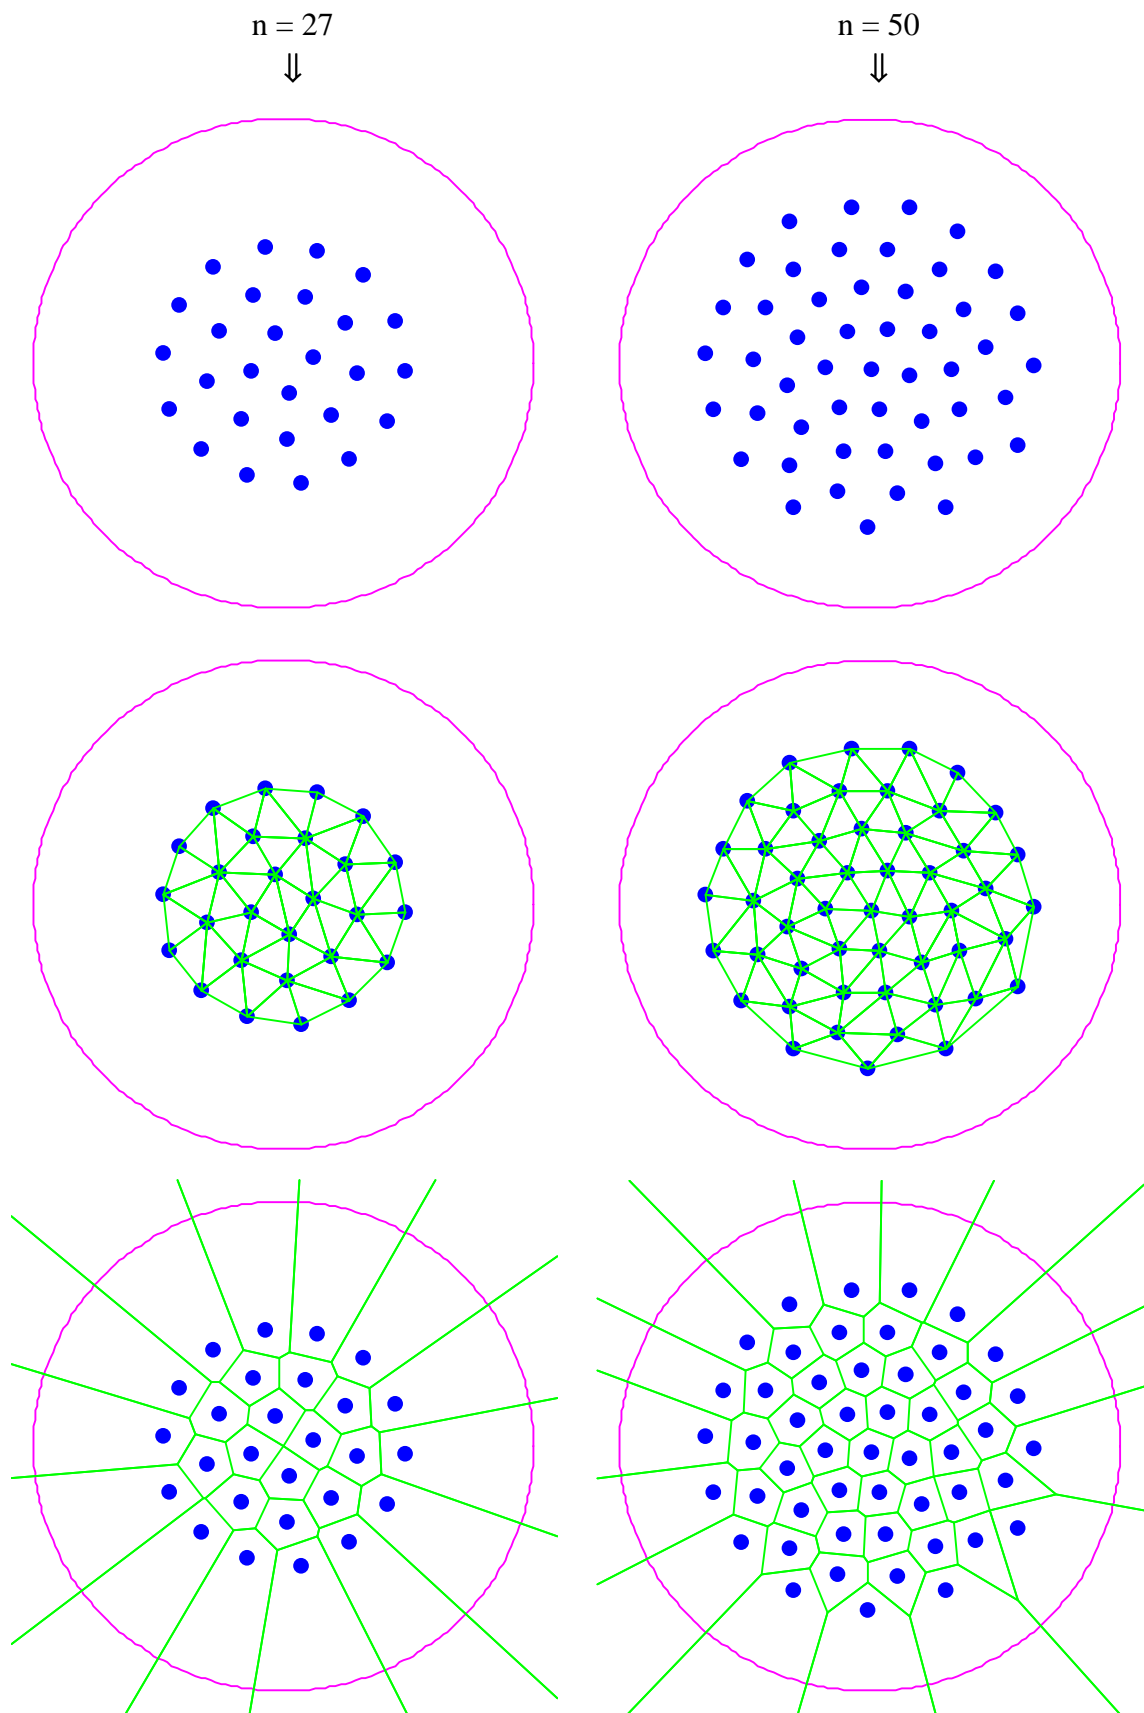 n = 27 n = 50
⇓ ⇓